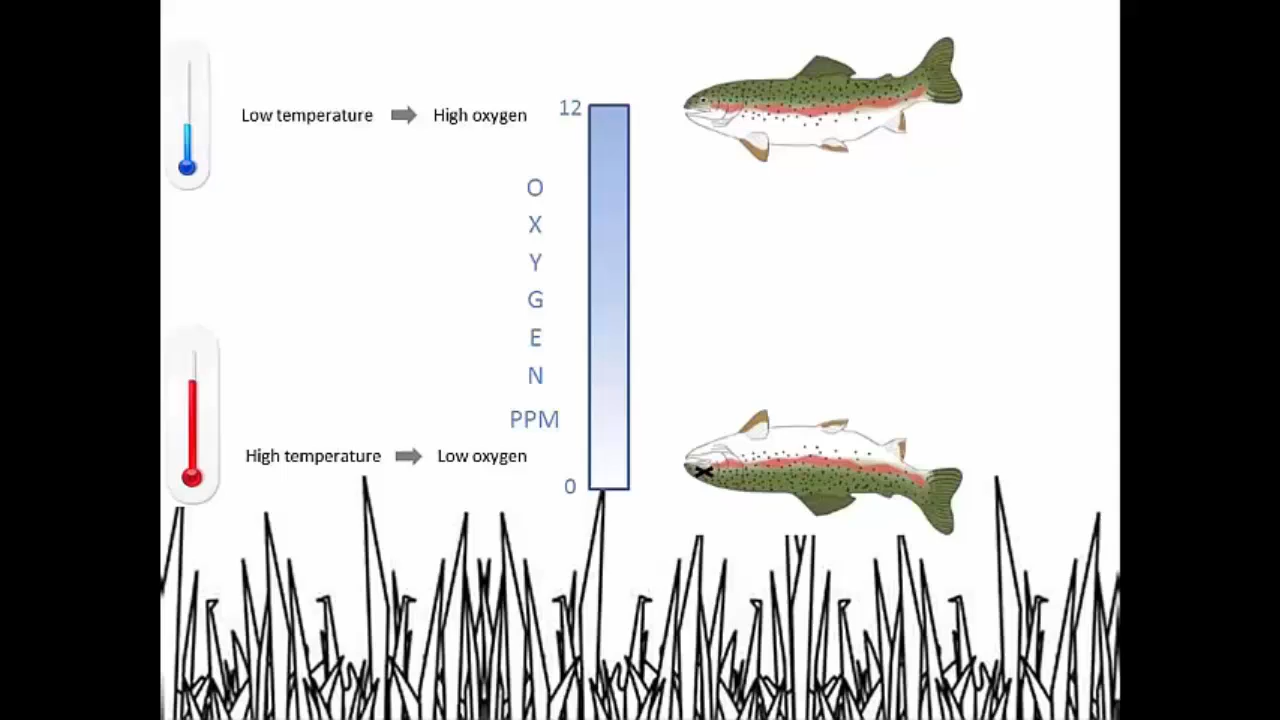 Low temperature
High oxygen
12
O
X
Y
G
E
N
PPM
High temperature
Low oxygen
0